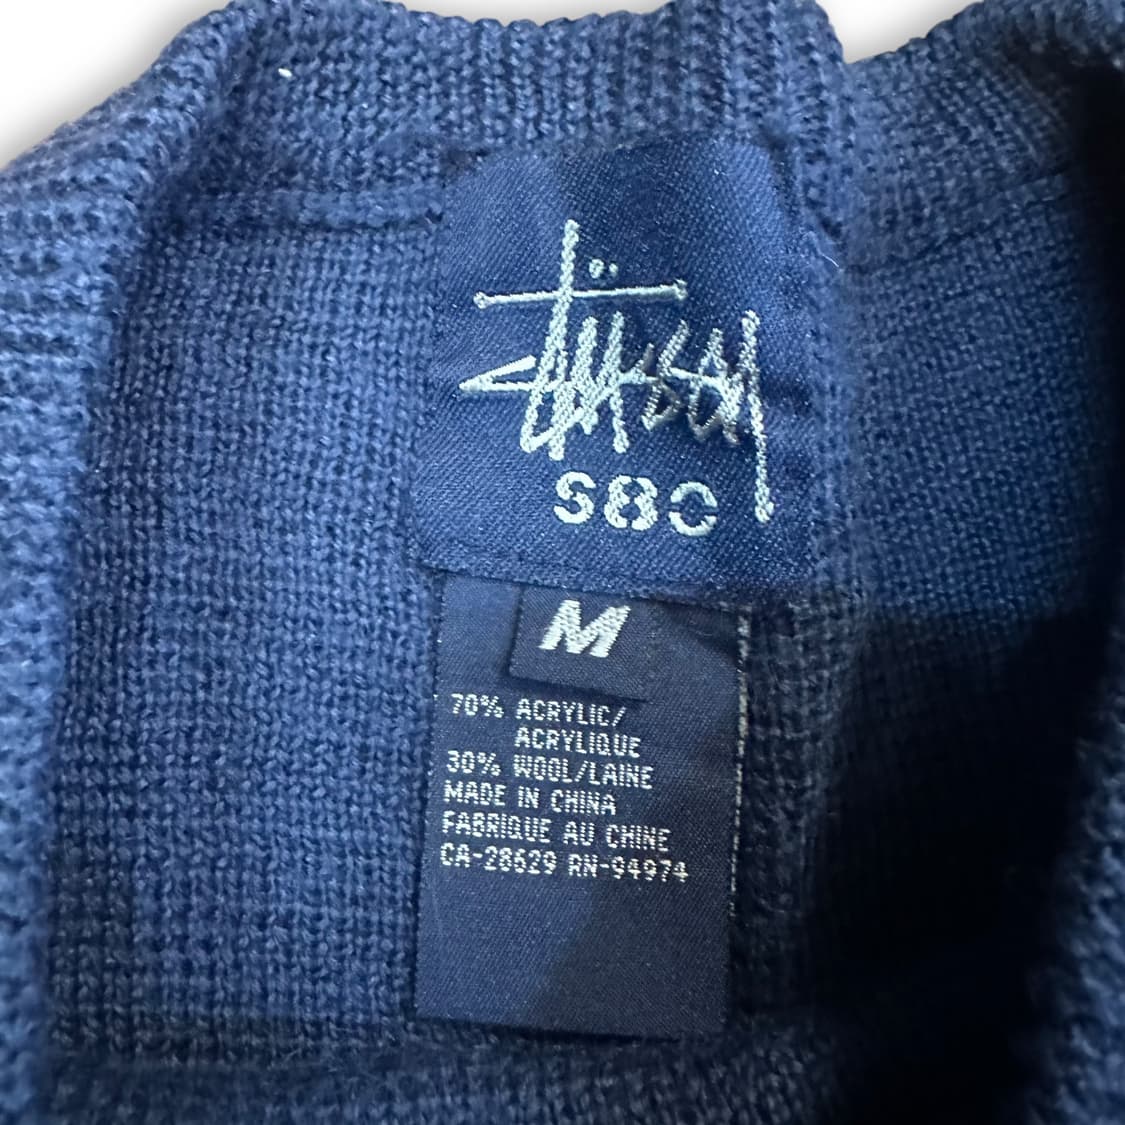 Stüssy
S80
M
70% ACRYLIC/
ACRYLIQUE
30% WOOL/LAINE
MADE IN CHINA
FABRIQUE AU CHINE
CA-28629 RN-94974